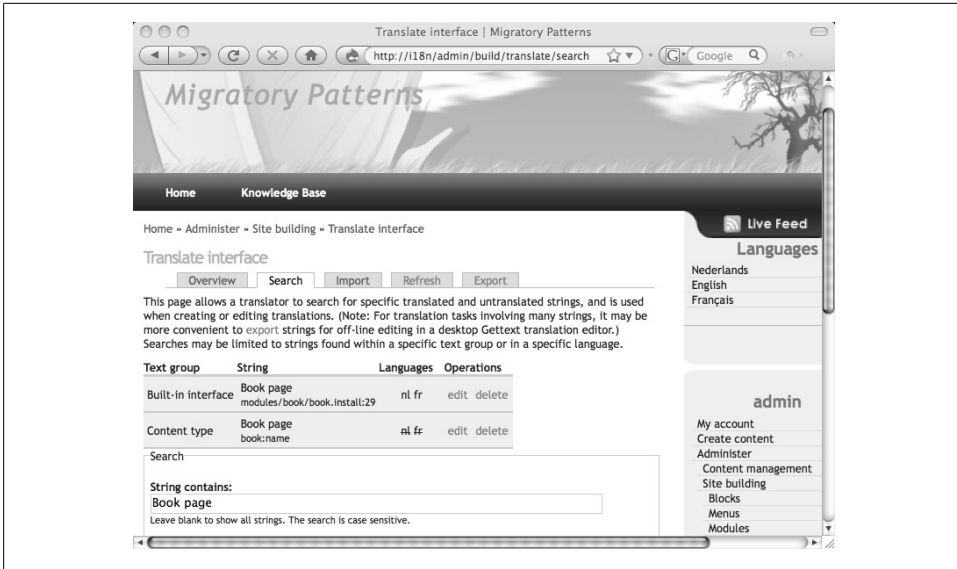 Translate interface | Migratory Patterns
http://i18n/admin/build/translate/search
G
Google
Migratory Patterns
Home
Knowledge Base
Live Feed
Home » Administer » Site building » Translate interface
Languages
Translate interface
Nederlands
English
Français
Overview
Search
Import
Refresh
Export
This page allows a translator to search for specific translated and untranslated strings, and is used
when creating or editing translations. (Note: For translation tasks involving many strings, it may be
more convenient to export strings for off-line editing in a desktop Gettext translation editor.)
Searches may be limited to strings found within a specific text group or in a specific language.
Text group String Languages Operations
Built-in interface Book page nl fr edit delete
modules/book/book.install:29
Content type Book page nl fr edit delete
book:name
Search
String contains:
Book page
Leave blank to show all strings. The search is case sensitive.
admin
My account
Create content
Administer
Content management
Site building
Blocks
Menus
Modules